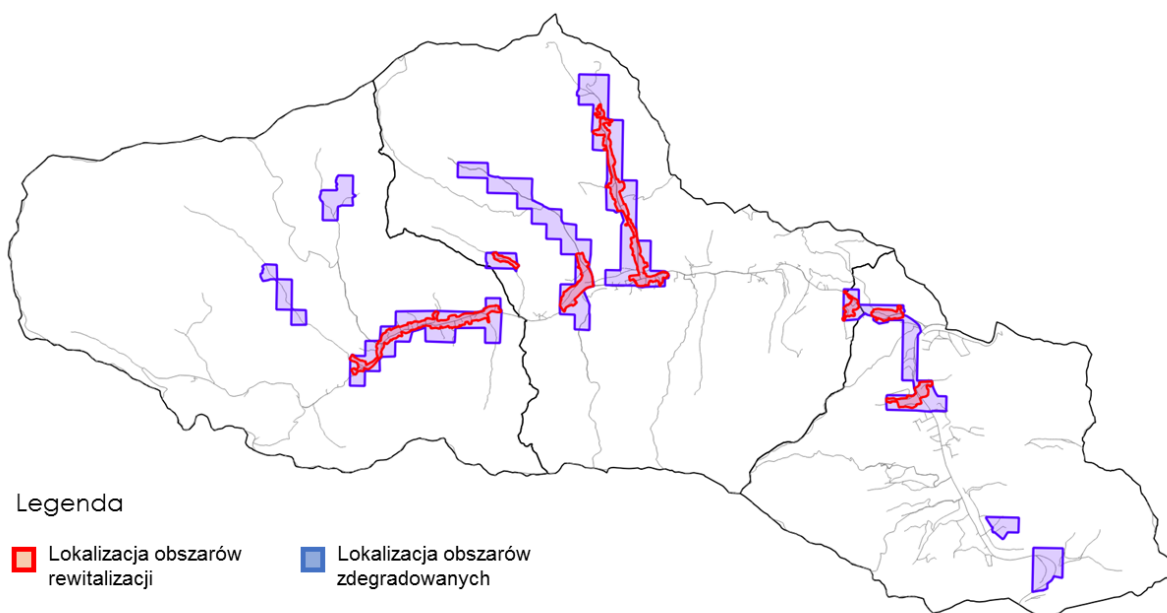 Legenda
Lokalizacja obszarów
rewitalizacji
Lokalizacja obszarów
zdegradowanych